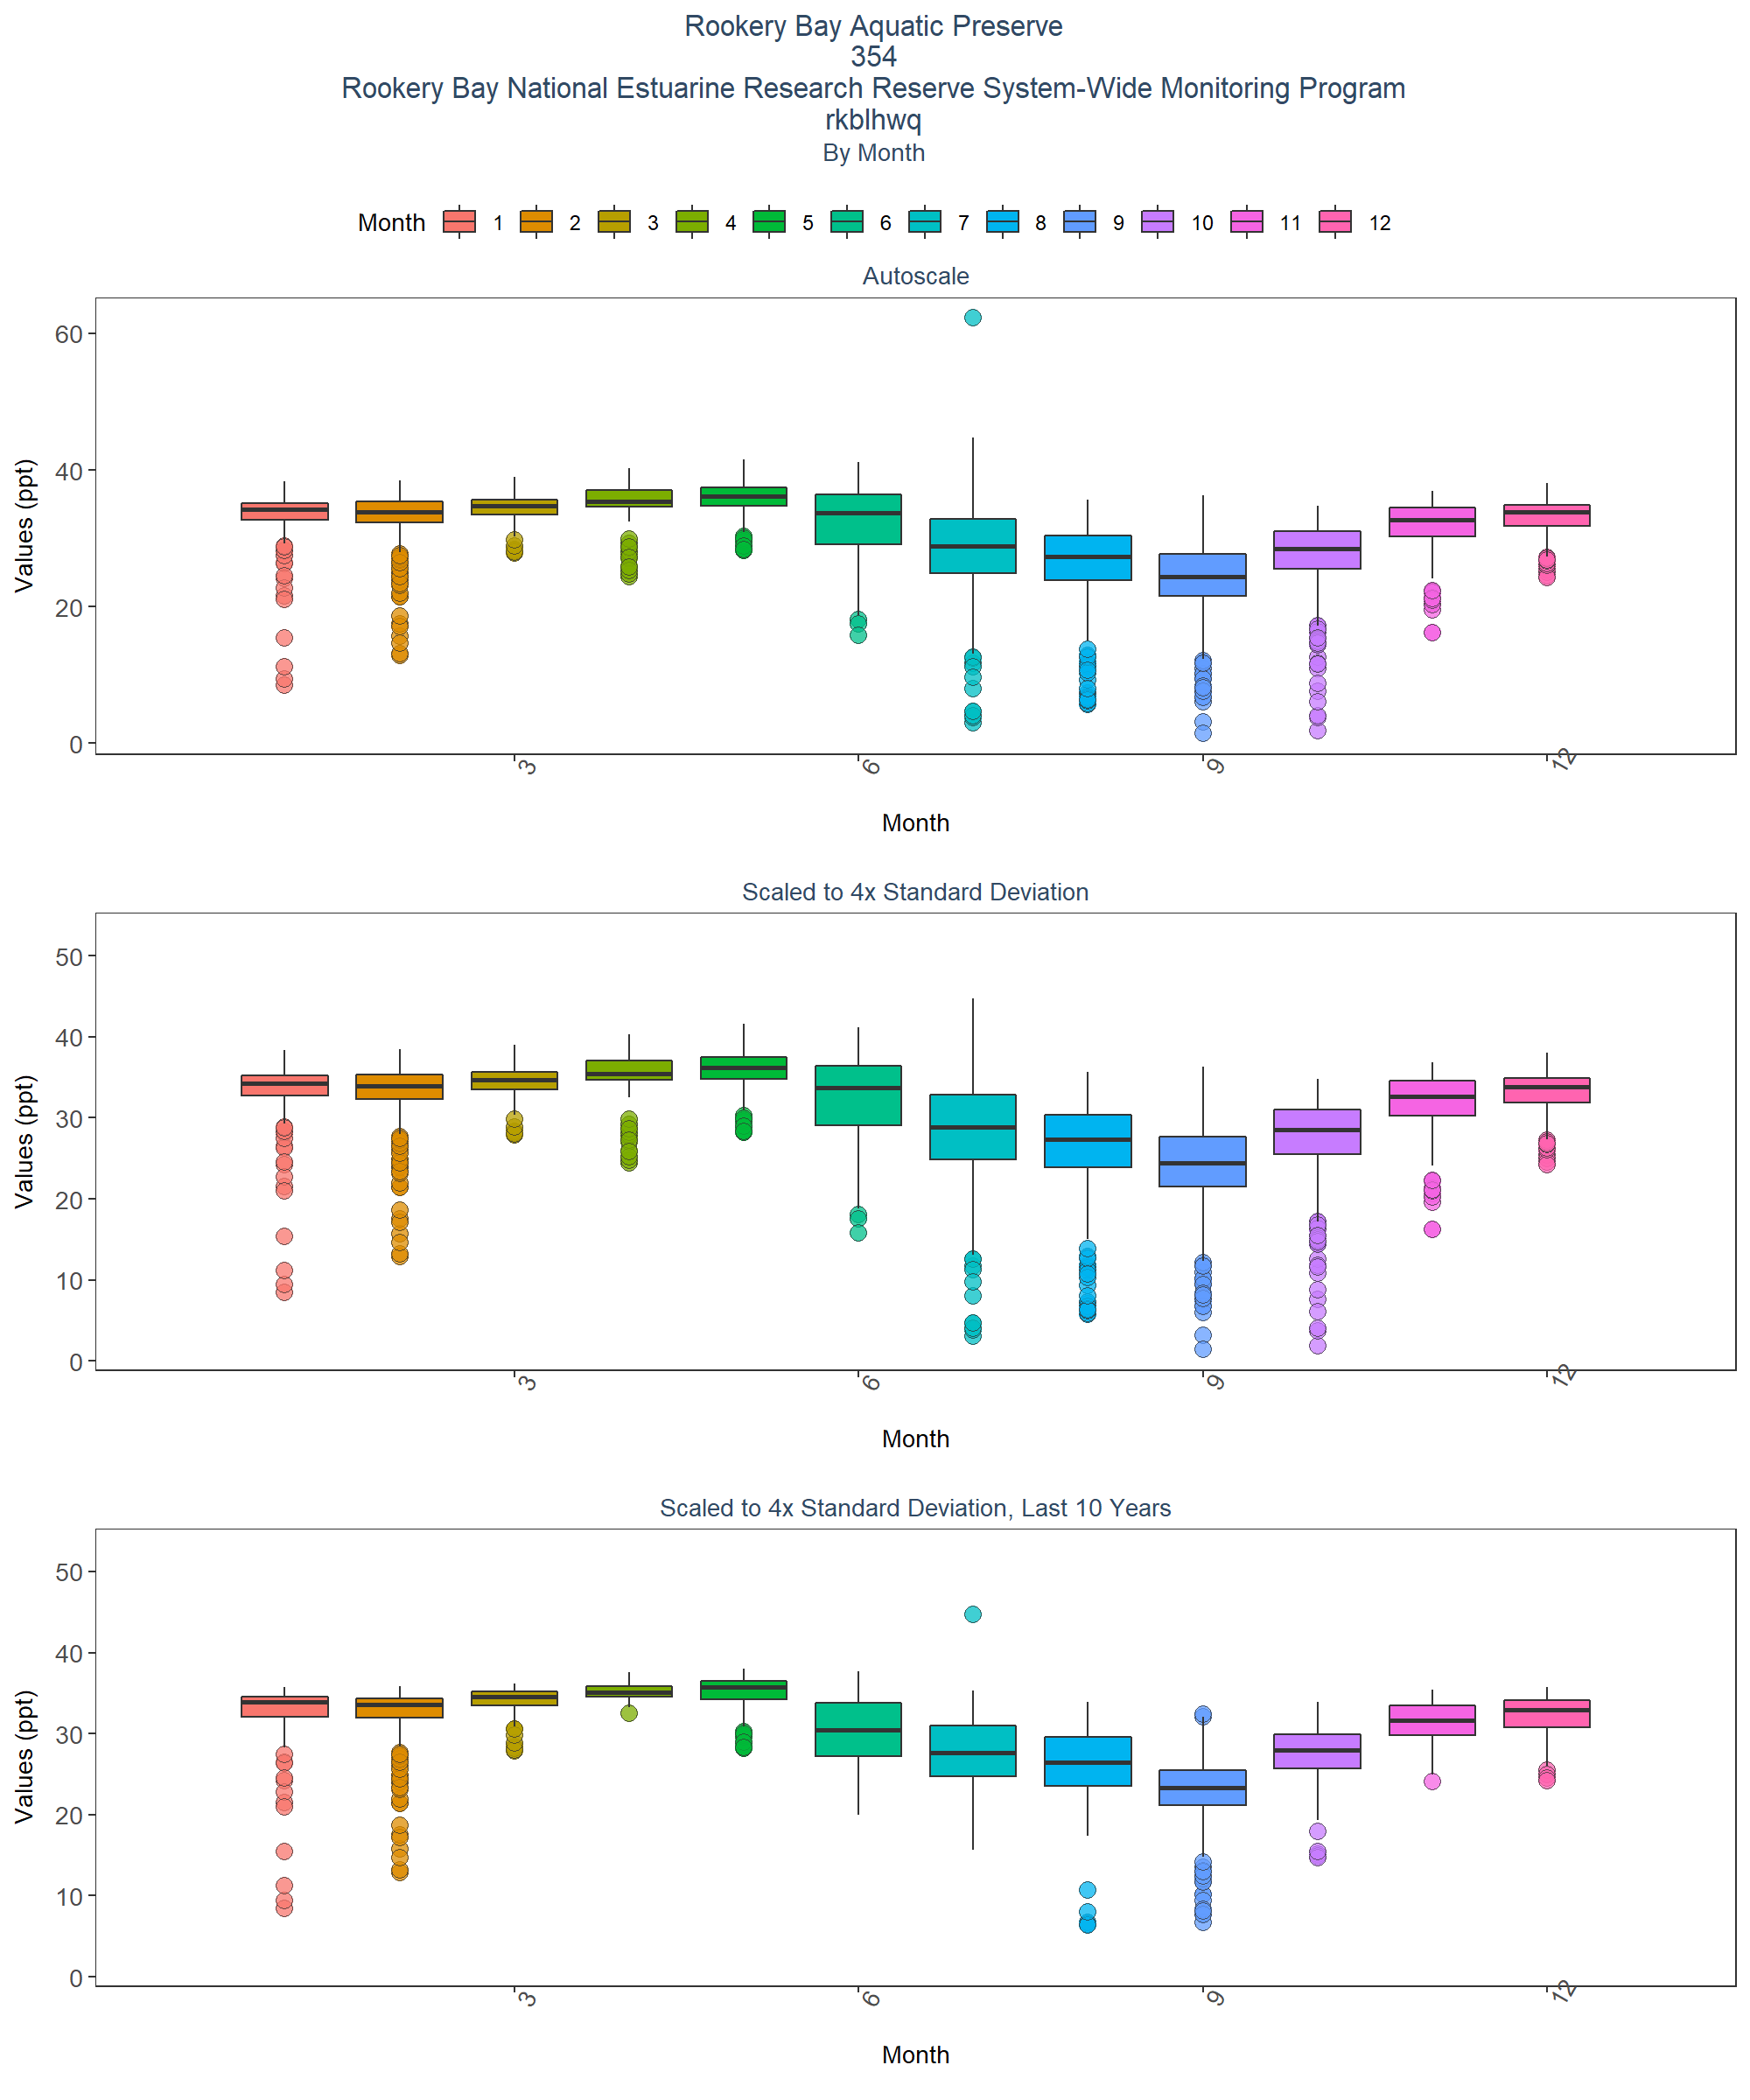 Rookery Bay Aquatic Preserve
354
Rookery Bay National Estuarine Research Reserve System-Wide Monitoring Program
rkblhwq
By Month
Month 1 2 3 4 5 6 7 8 9 10 11 12
Autoscale
60
40
20
0
Values (ppt)
3 6 9 12
Month
Scaled to 4x Standard Deviation
50
40
30
20
10
0
Values (ppt)
3 6 9 12
Month
Scaled to 4x Standard Deviation, Last 10 Years
50
40
30
20
10
0
Values (ppt)
3 6 9 12
Month